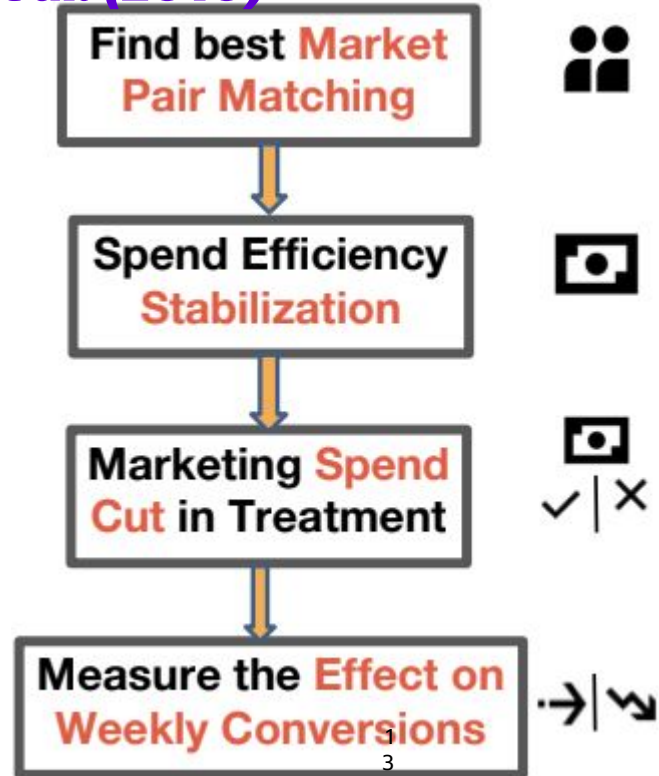 Find best Market
Pair Matching
Spend Efficiency
Stabilization
Marketing Spend
Cut in Treatment
Measure the Effect on
Weekly Conversions
1
3